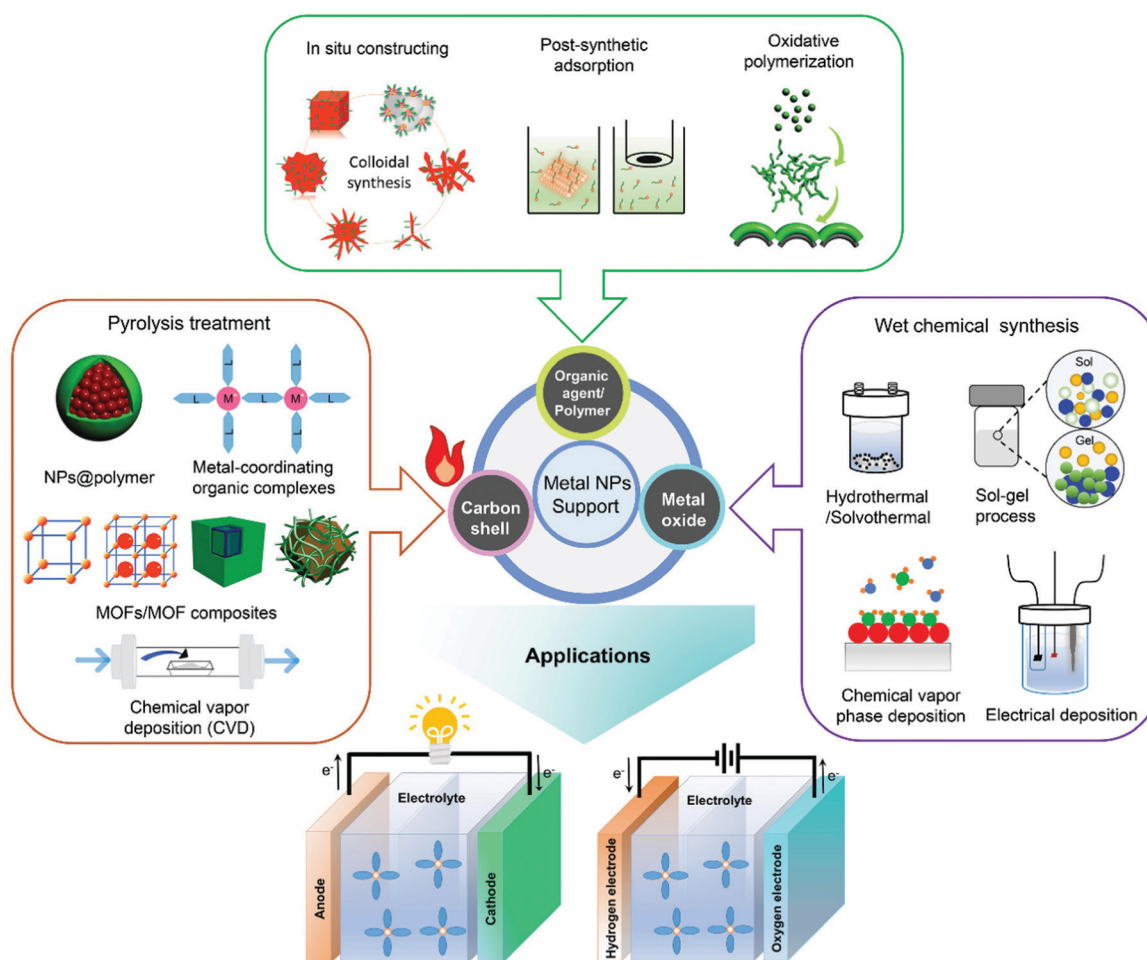 In situ constructing
Colloidal
synthesis
Post-synthetic
adsorption
Oxidative
polymerization
Pyrolysis treatment
L
L
L
M
L
M
L
L
L
NPs@polymer
Metal-coordinating
organic complexes
MOFs/MOF composites
Chemical vapor
deposition (CVD)
Organic
agent/
Polymer
Metal NPs
Support
Carbon
shell
Metal
oxide
Wet chemical synthesis
Sol
Gel
Hydrothermal
/Solvothermal
Sol-gel
process
Chemical vapor
phase deposition
Electrical deposition
Applications
e-
e-
Electrolyte
Anode
Cathode
e-
e-
Electrolyte
Hydrogen electrode
Oxygen electrode